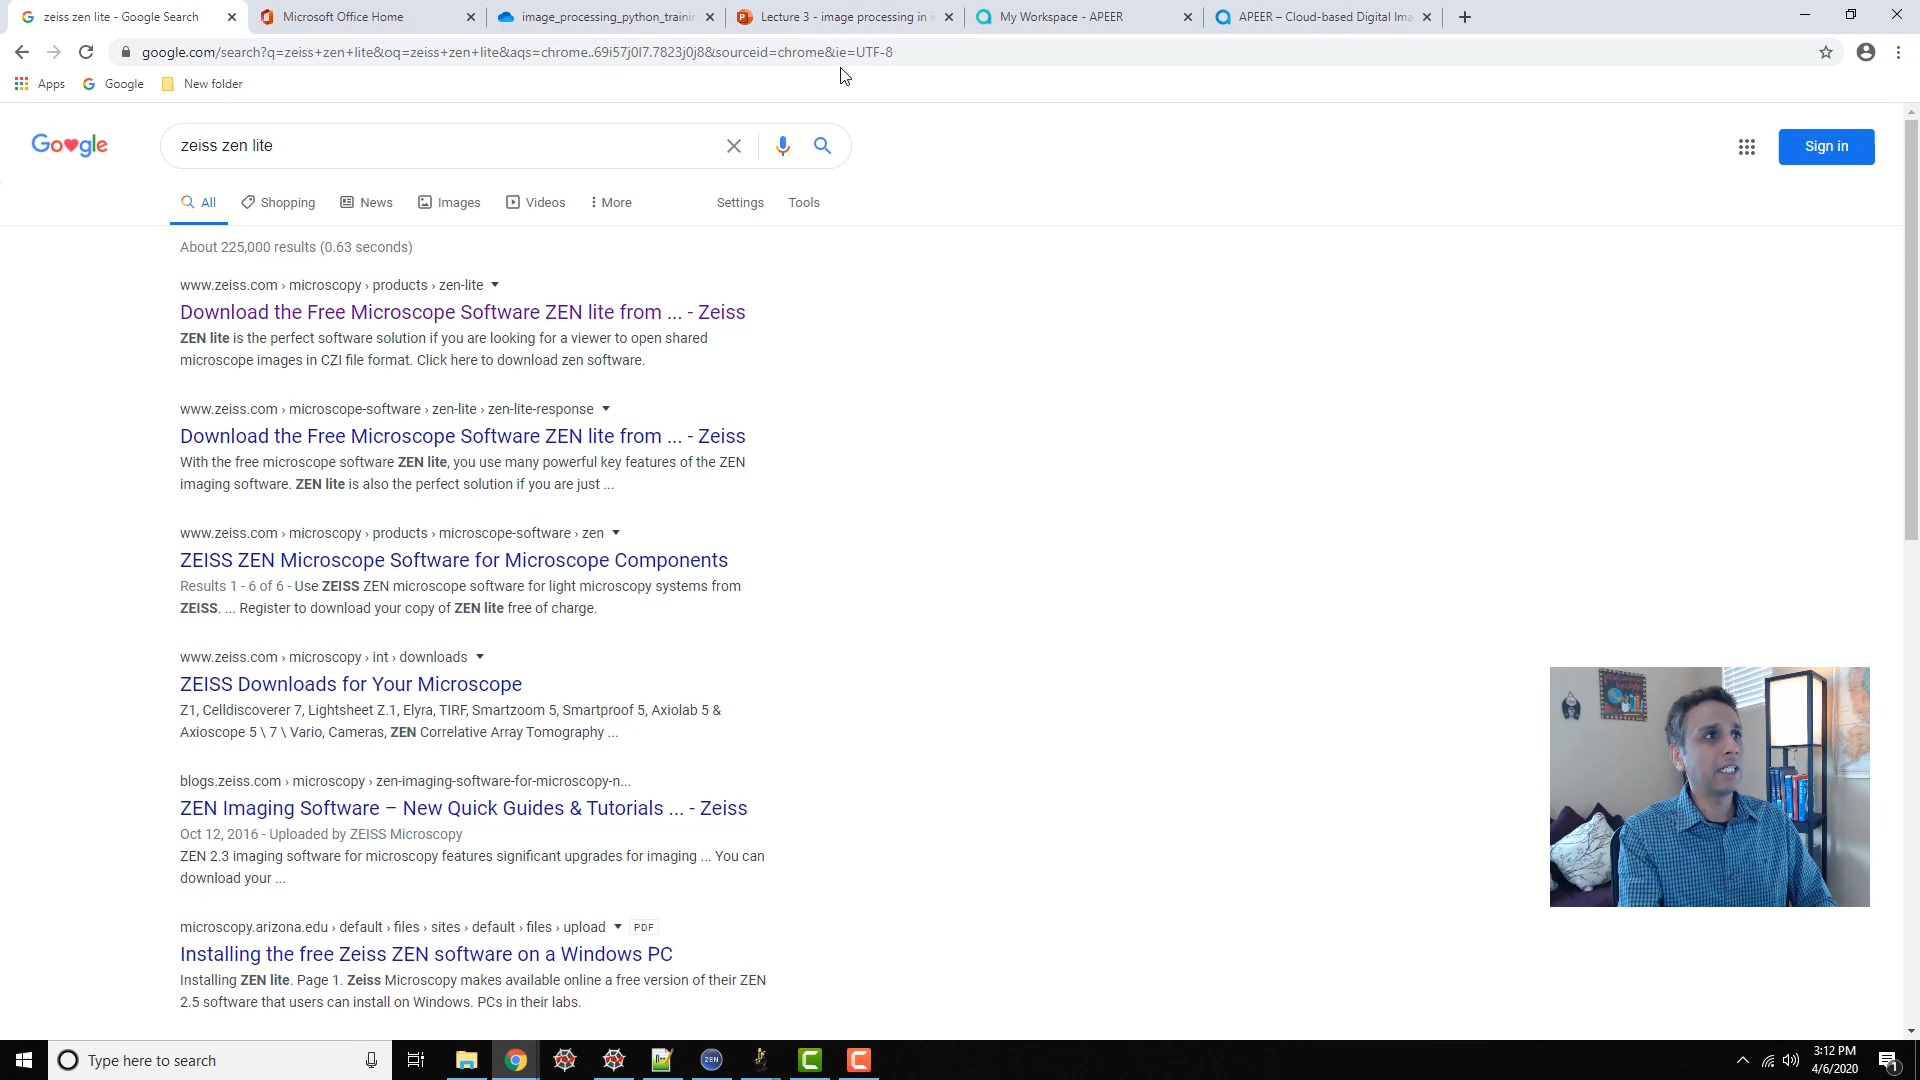 zeiss zen lite - Google Search
Microsoft Office Home
image_processing_python_trainin
Lecture 3 - image processing in i
My Workspace - APEER
APEER – Cloud-based Digital Ima
google.com/search?q=zeiss+zen+lite&oq=zeiss+zen+lite&aqs=chrome..69i57j0l7.7823j0j8&sourceid=chrome&ie=UTF-8
Apps
Google
New folder
zeiss zen lite
Sign in
All
Shopping
News
Images
Videos
More
Settings
Tools
About 225,000 results (0.63 seconds)
www.zeiss.com › microscopy › products › zen-lite
Download the Free Microscope Software ZEN lite from ... - Zeiss
ZEN lite is the perfect software solution if you are looking for a viewer to open shared
microscope images in CZI file format. Click here to download zen software.
www.zeiss.com › microscope-software › zen-lite › zen-lite-response
Download the Free Microscope Software ZEN lite from ... - Zeiss
With the free microscope software ZEN lite, you use many powerful key features of the ZEN
imaging software. ZEN lite is also the perfect solution if you are just ...
www.zeiss.com › microscopy › products › microscope-software › zen
ZEISS ZEN Microscope Software for Microscope Components
Results 1 - 6 of 6 - Use ZEISS ZEN microscope software for light microscopy systems from
ZEISS. ... Register to download your copy of ZEN lite free of charge.
www.zeiss.com › microscopy › int › downloads
ZEISS Downloads for Your Microscope
Z1, Celldiscoverer 7, Lightsheet Z.1, Elyra, TIRF, Smartzoom 5, Smartproof 5, Axiolab 5 &
Axioscope 5 \ 7 \ Vario, Cameras, ZEN Correlative Array Tomography ...
blogs.zeiss.com › microscopy › zen-imaging-software-for-microscopy-n...
ZEN Imaging Software – New Quick Guides & Tutorials ... - Zeiss
Oct 12, 2016 - Uploaded by ZEISS Microscopy
ZEN 2.3 imaging software for microscopy features significant upgrades for imaging ... You can
download your ...
microscopy.arizona.edu › default › files › sites › default › files › upload
PDF
Installing the free Zeiss ZEN software on a Windows PC
Installing ZEN lite. Page 1. Zeiss Microscopy makes available online a free version of their ZEN
2.5 software that users can install on Windows. PCs in their labs.
Type here to search
ZEN
3:12 PM
4/6/2020
1